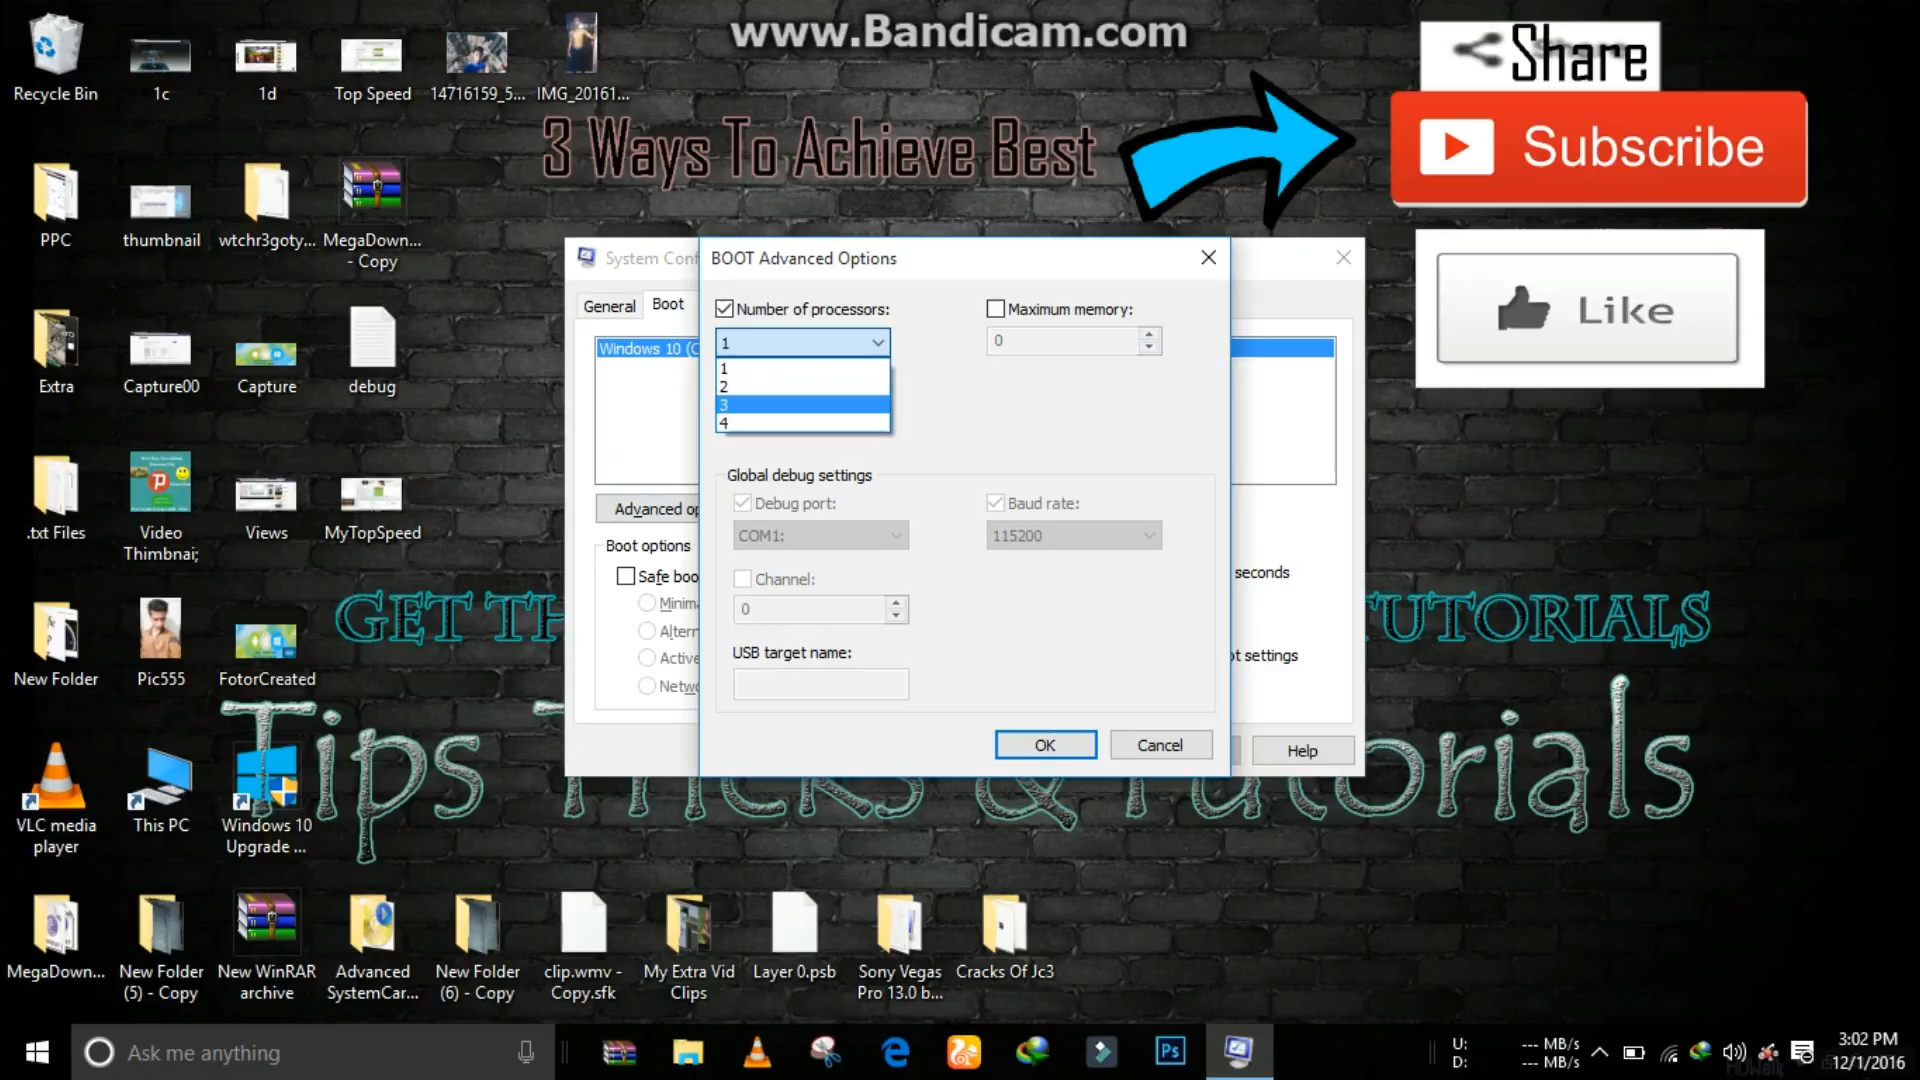 www.Bandicam.com
Share
Subscribe
Like
3 Ways To Achieve Best
Recycle Bin
1c
1d
Top Speed
14716159_5...
IMG_20161...
PPC
thumbnail
wtchr3goty...
MegaDown...
- Copy
Extra
Capture00
Capture
debug
.txt Files
Video
Thimbnai;
Views
MyTopSpeed
New Folder
Pic555
FotorCreated
VLC media
player
This PC
Windows 10
Upgrade ...
MegaDown...
New Folder
(5) - Copy
New WinRAR
archive
Advanced
SystemCar...
New Folder
(6) - Copy
clip.wmv -
Copy.sfk
My Extra Vid
Clips
Layer 0.psb
Sony Vegas
Pro 13.0 b...
Cracks Of Jc3
GET TH
TUTORIALS
Tips Tricks & Tutorials
System Conf
General
Boot
Windows 10 (C
Advanced op
Boot options
Safe boo
Minima
Altern
Active
Netwo
seconds
ot settings
Help
BOOT Advanced Options
Number of processors:
1
1
2
3
4
Maximum memory:
0
Global debug settings
Debug port:
COM1:
Baud rate:
115200
Channel:
0
USB target name:
OK
Cancel
Ask me anything
Ps
U: --- MB/s
D: --- MB/s
3:02 PM
12/1/2016